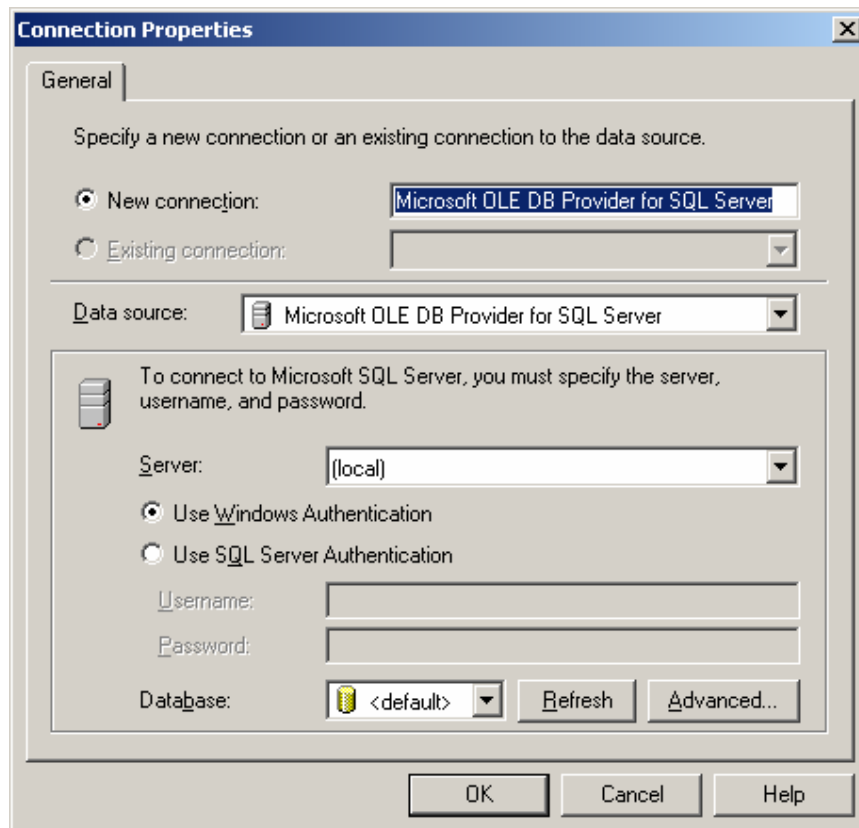 Connection Properties
General
Specify a new connection or an existing connection to the data source.
New connection: Microsoft OLE DB Provider for SQL Server
Existing connection:
Data source: Microsoft OLE DB Provider for SQL Server
To connect to Microsoft SQL Server, you must specify the server,
username, and password.
Server: (local)
Use Windows Authentication
Use SQL Server Authentication
Username:
Password:
Database: <default> Refresh Advanced...
OK Cancel Help